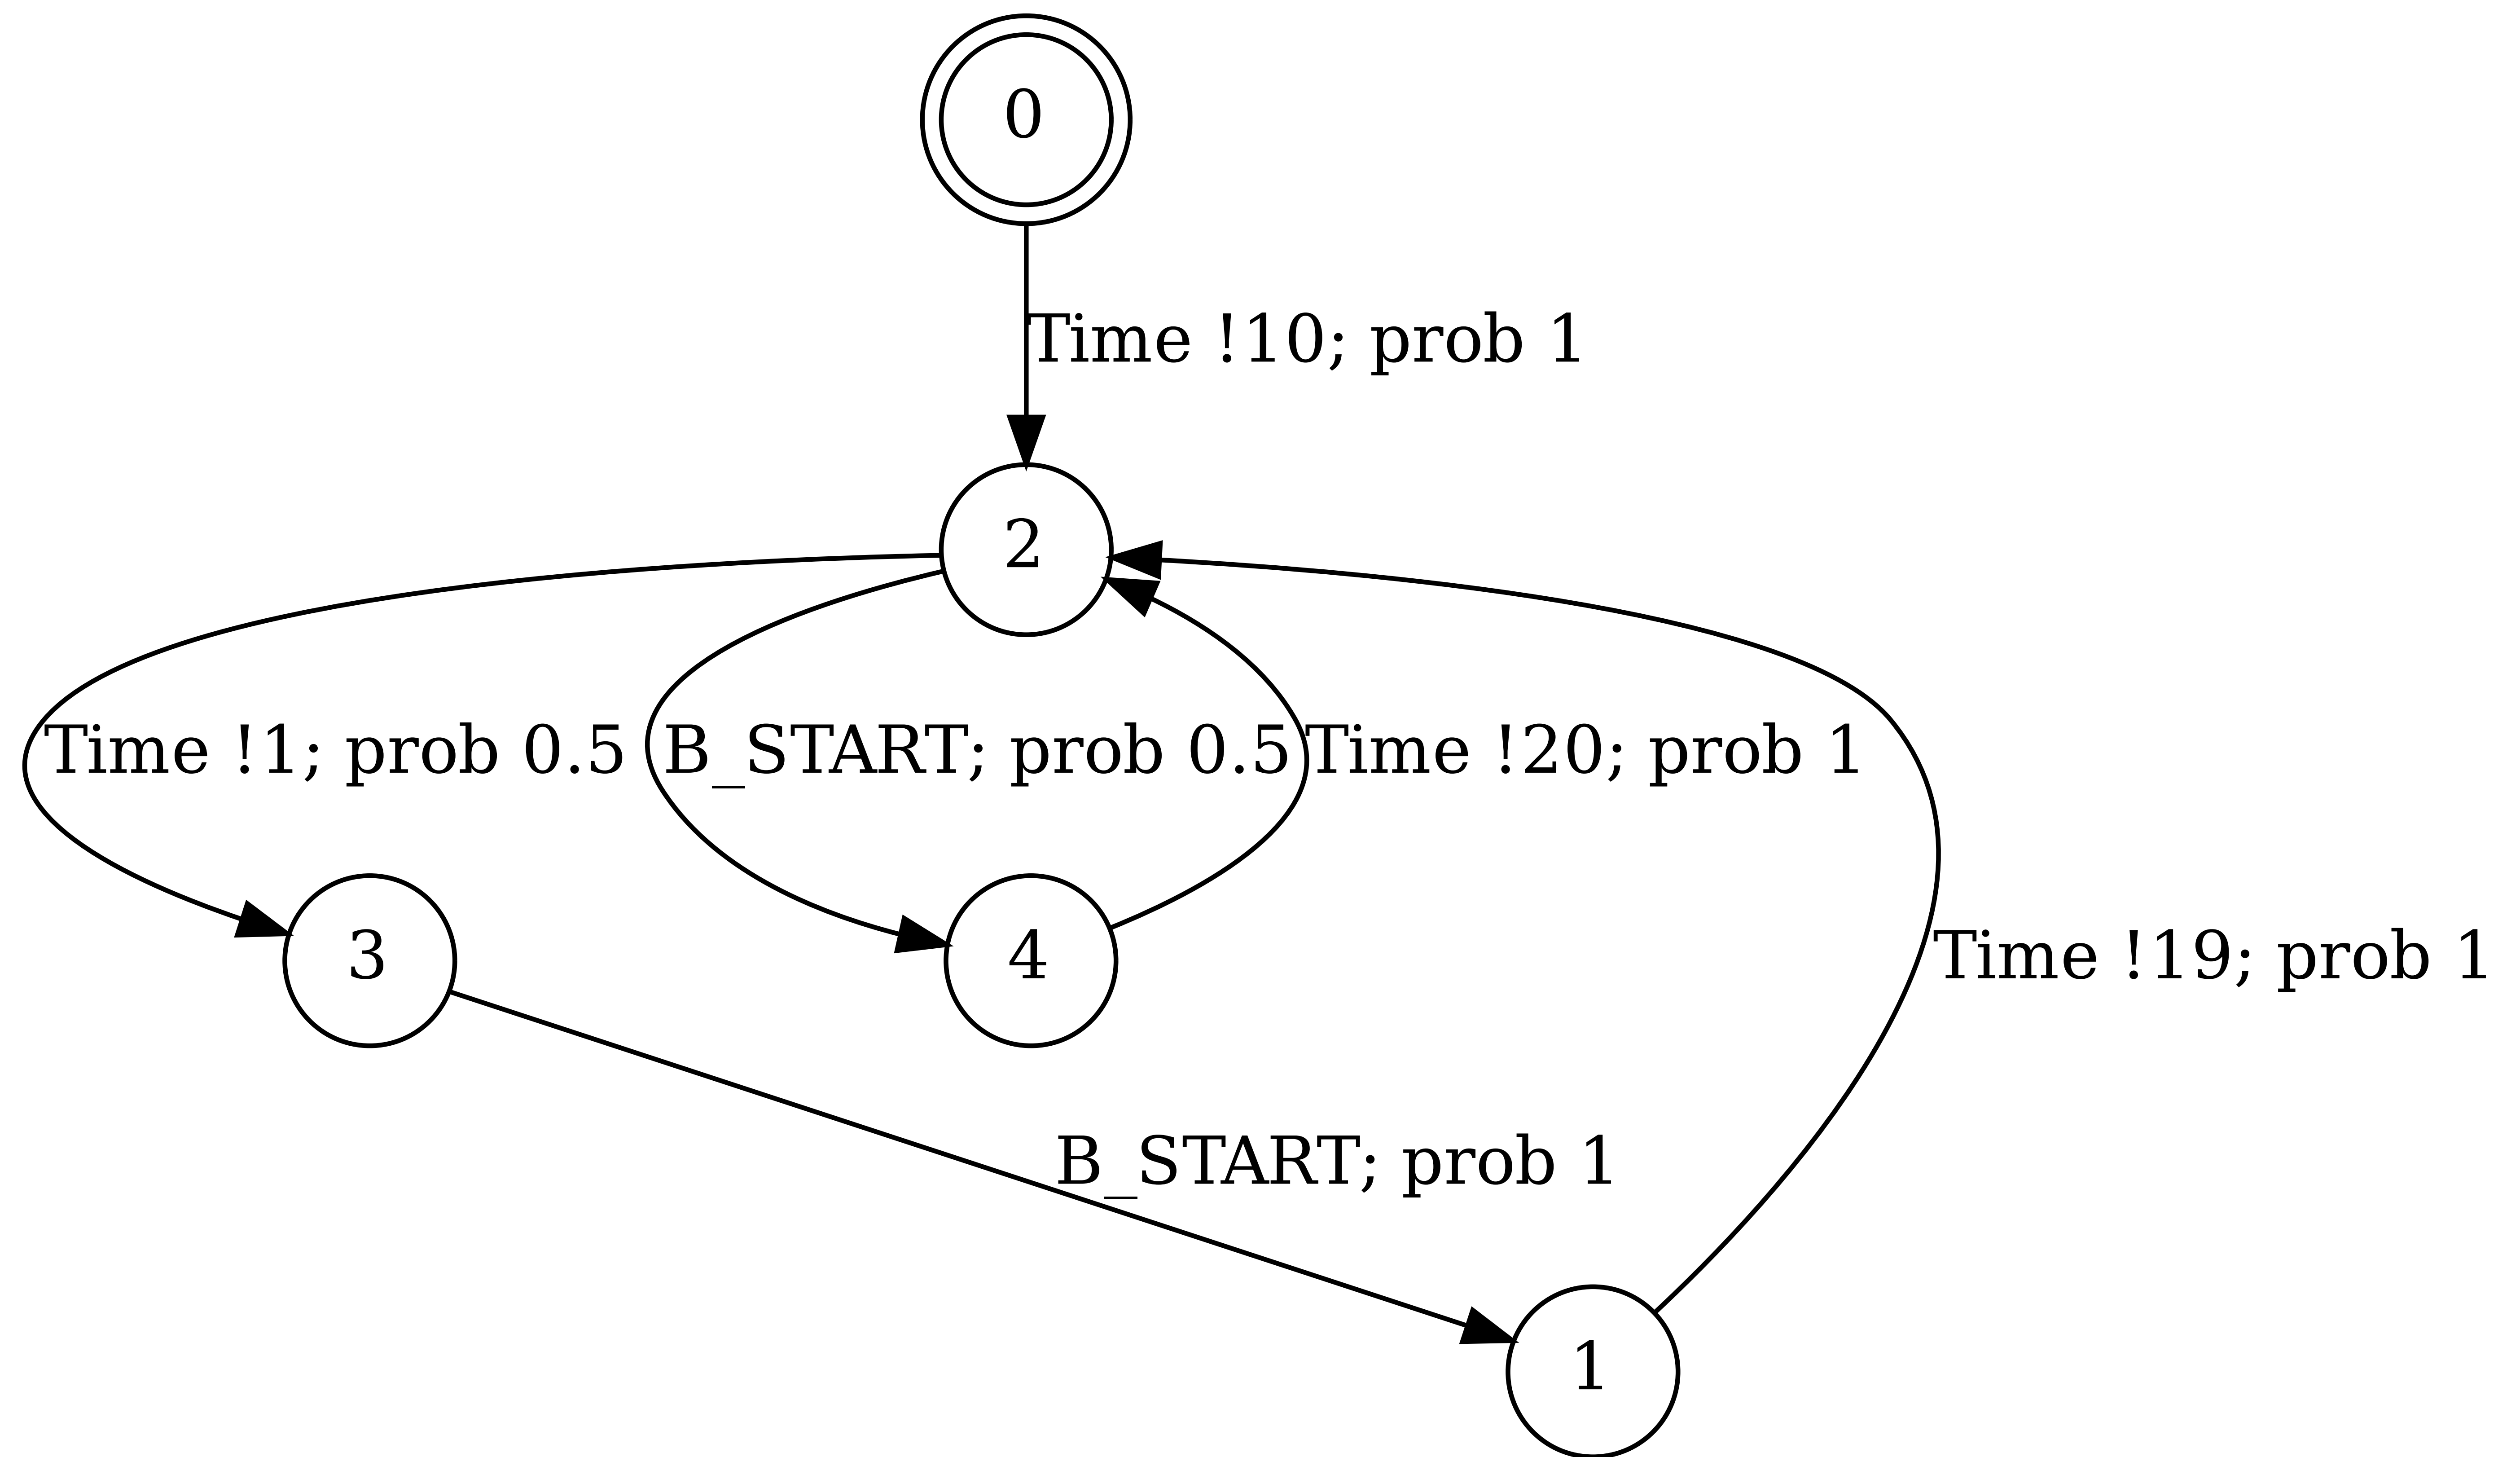 0
Time !10; prob 1
2
Time !1; prob 0.5
B_START; prob 0.5
Time !20; prob 1
3
4
Time !19; prob 1
B_START; prob 1
1